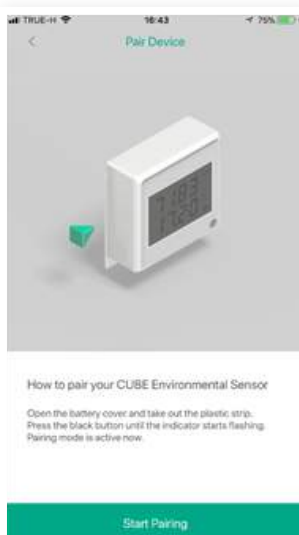 TRUE-H 16:43 75%
Pair Device
How to pair your CUBE Environmental Sensor
Open the battery cover and take out the plastic strip.
Press the black button until the indicator starts flashing.
Pairing mode is active now.
Start Pairing